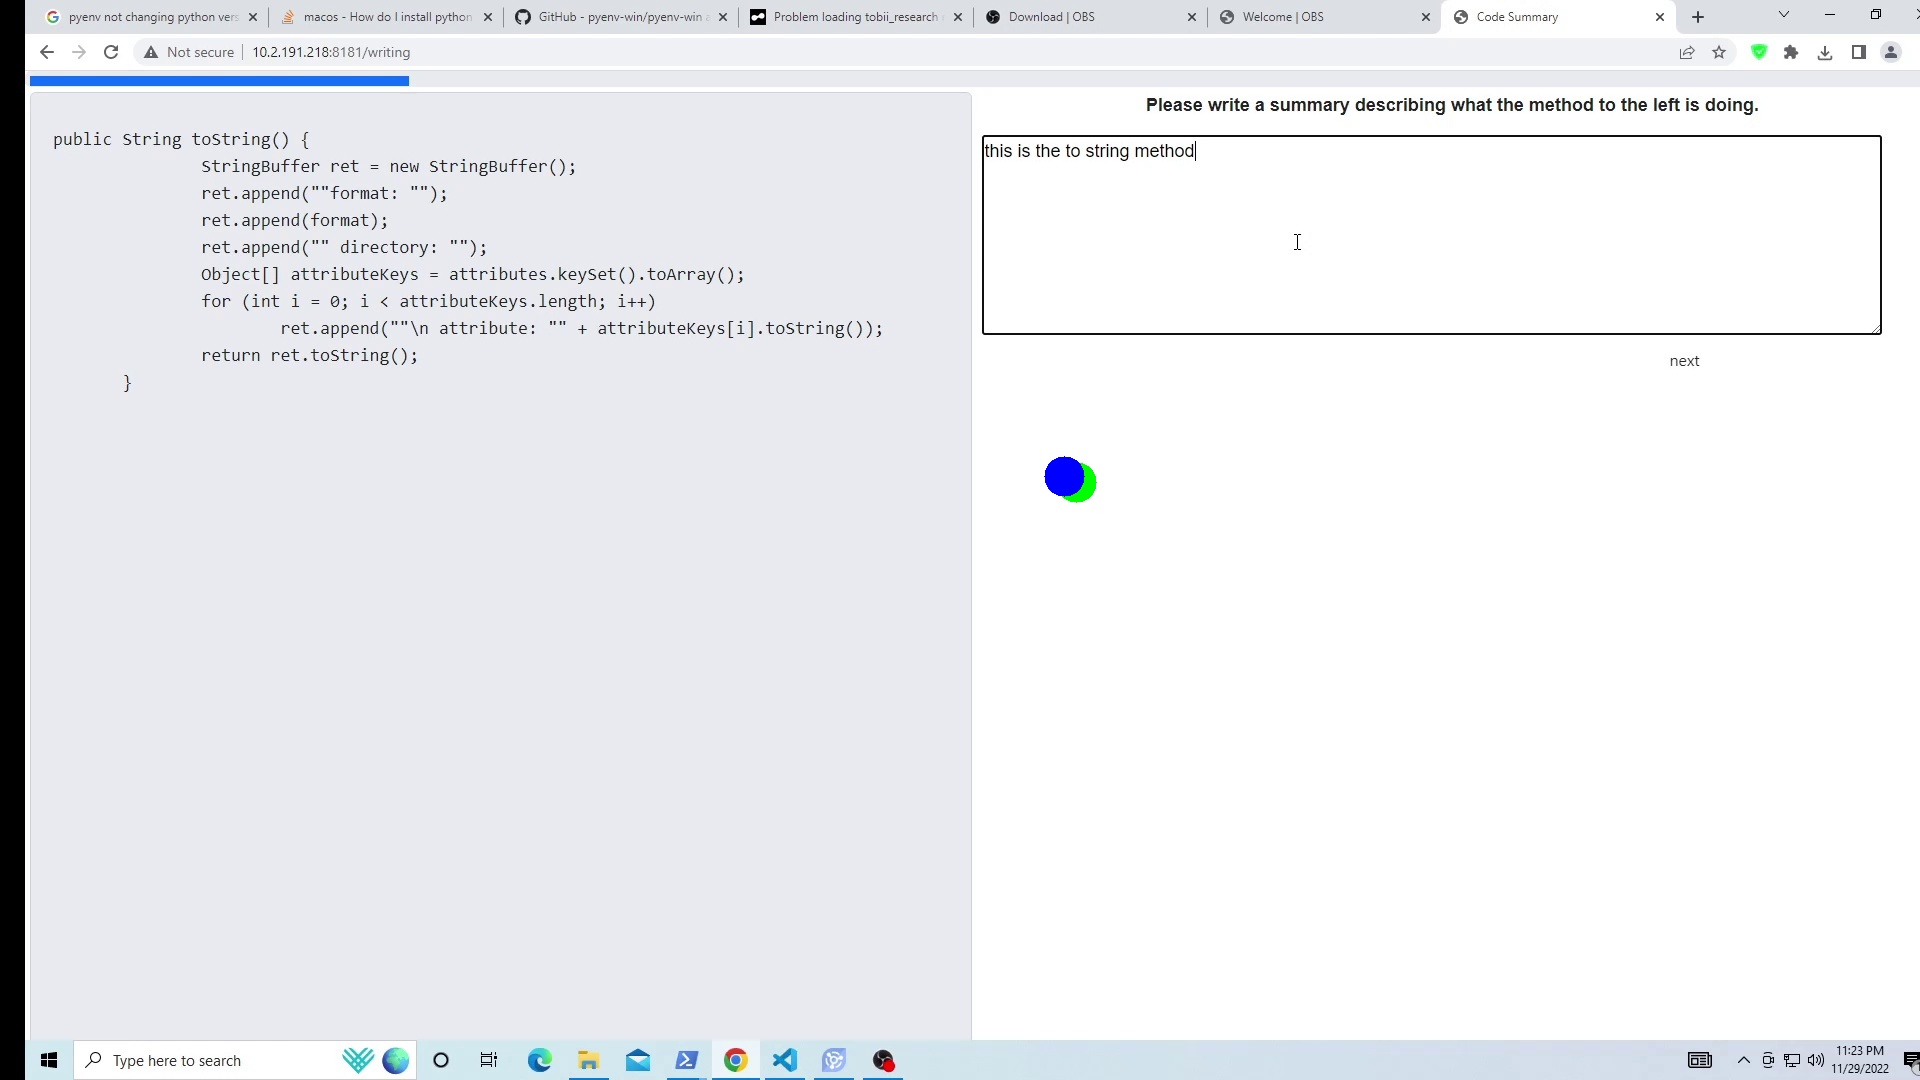 pyenv not changing python vers
macos - How do I install python
GitHub - pyenv-win/pyenv-win a
Problem loading tobii_research
Download | OBS
Welcome | OBS
Code Summary
Not secure
10.2.191.218:8181/writing
public String toString() {
StringBuffer ret = new StringBuffer();
ret.append(""format: "");
ret.append(format);
ret.append("" directory: "");
Object[] attributeKeys = attributes.keySet().toArray();
for (int i = 0; i < attributeKeys.length; i++)
ret.append(""\n attribute: "" + attributeKeys[i].toString());
return ret.toString();
}
Please write a summary describing what the method to the left is doing.
this is the to string method
next
Type here to search
11:23 PM
11/29/2022